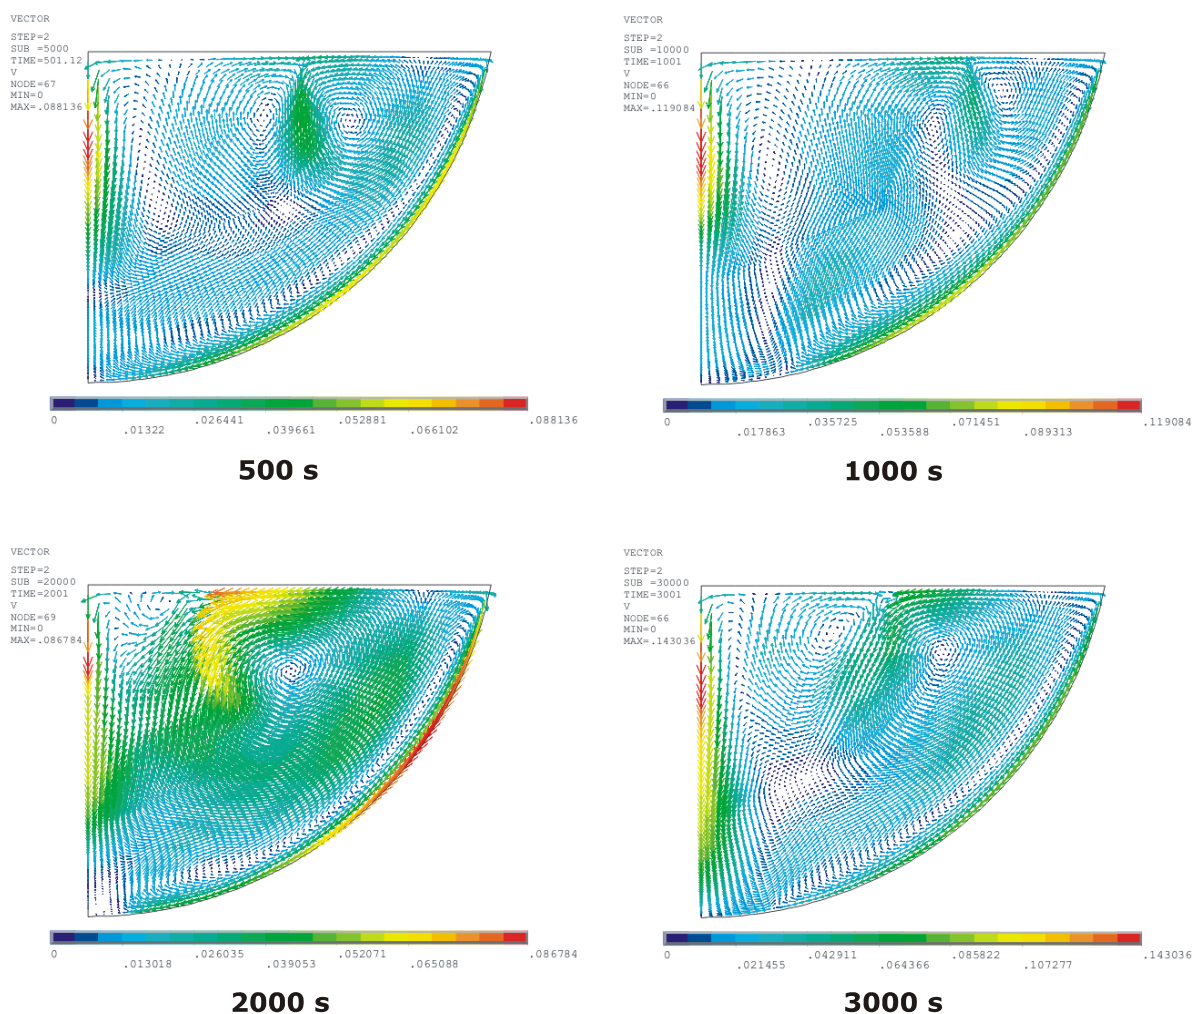 VECTOR
STEP=2
SUB =5000
TIME=501.12
V
NODE=67
MIN=0
MAX=.088136
0
.01322
.026441
.039661
.052881
.066102
.088136
500 s
VECTOR
STEP=2
SUB =10000
TIME=1001
V
NODE=66
MIN=0
MAX=.119084
0
.017863
.035725
.053588
.071451
.089313
.119084
1000 s
VECTOR
STEP=2
SUB =20000
TIME=2001
V
NODE=69
MIN=0
MAX=.086784
0
.013018
.026035
.039053
.052071
.065088
.086784
2000 s
VECTOR
STEP=2
SUB =30000
TIME=3001
V
NODE=66
MIN=0
MAX=.143036
0
.021455
.042911
.064366
.085822
.107277
.143036
3000 s